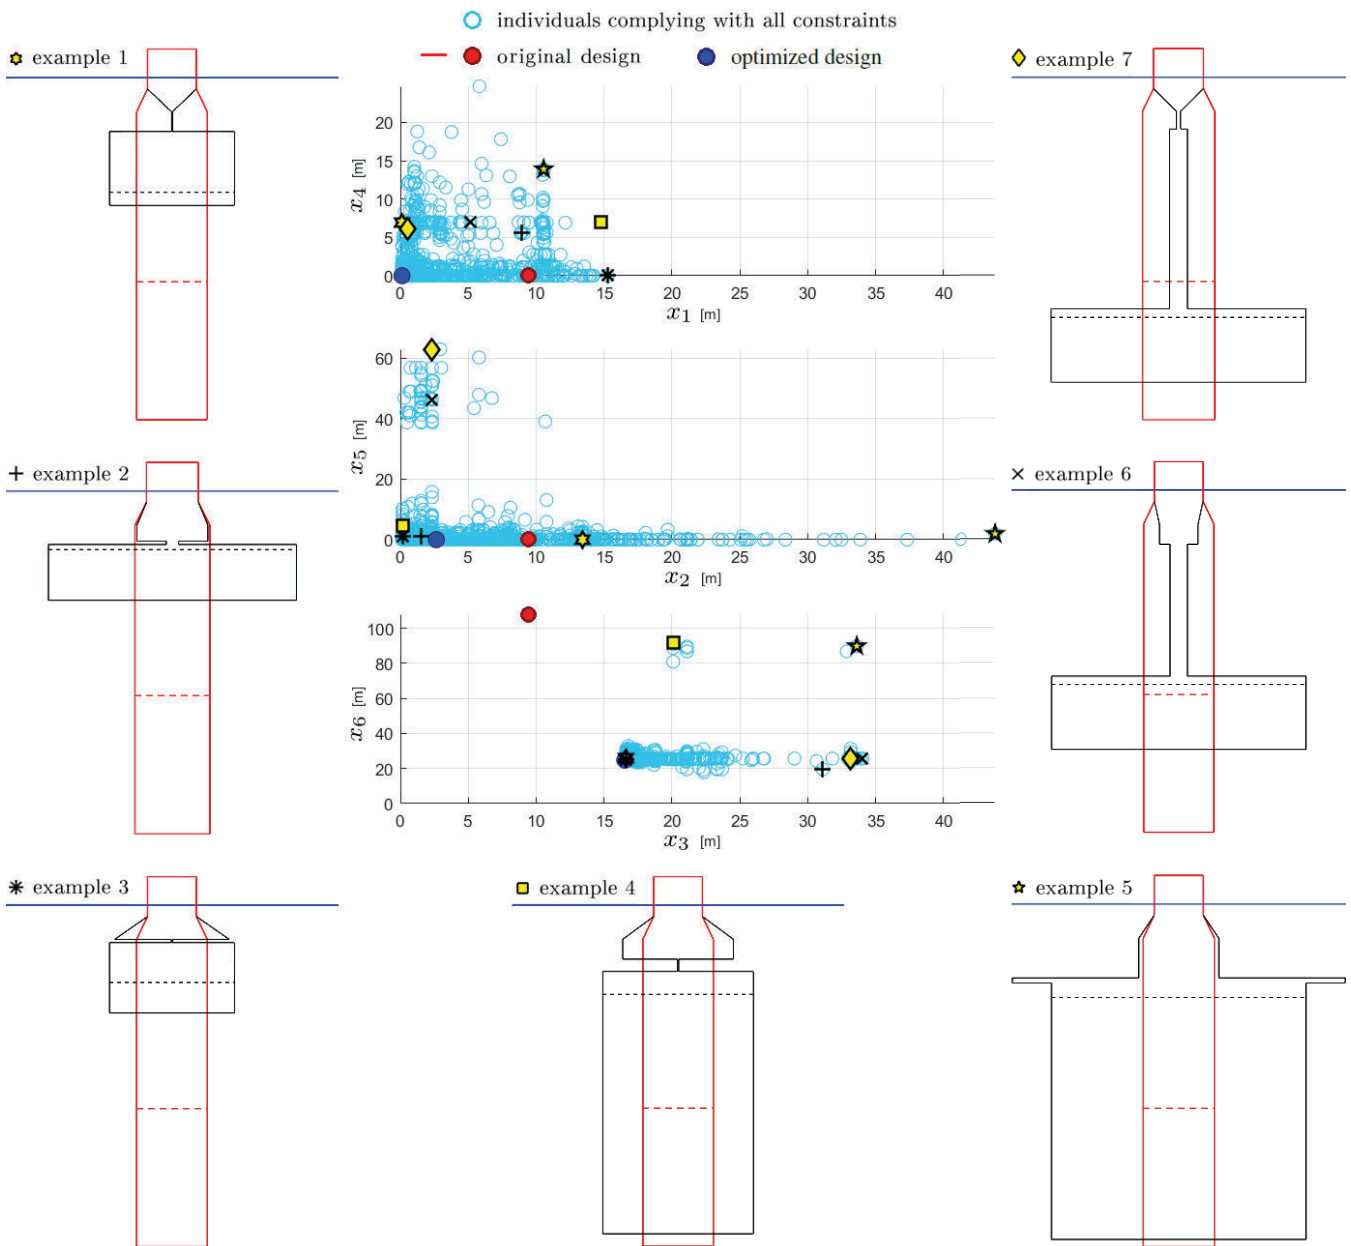 individuals complying with all constraints
original design
optimized design
example 1
example 7
x4 [m]
20
15
10
5
0
0 5 10 15 20 25 30 35 40
x1 [m]
x5 [m]
60
40
20
0
0 5 10 15 20 25 30 35 40
x2 [m]
example 2
example 6
x6 [m]
100
80
60
40
20
0
0 5 10 15 20 25 30 35 40
x3 [m]
example 3
example 4
example 5